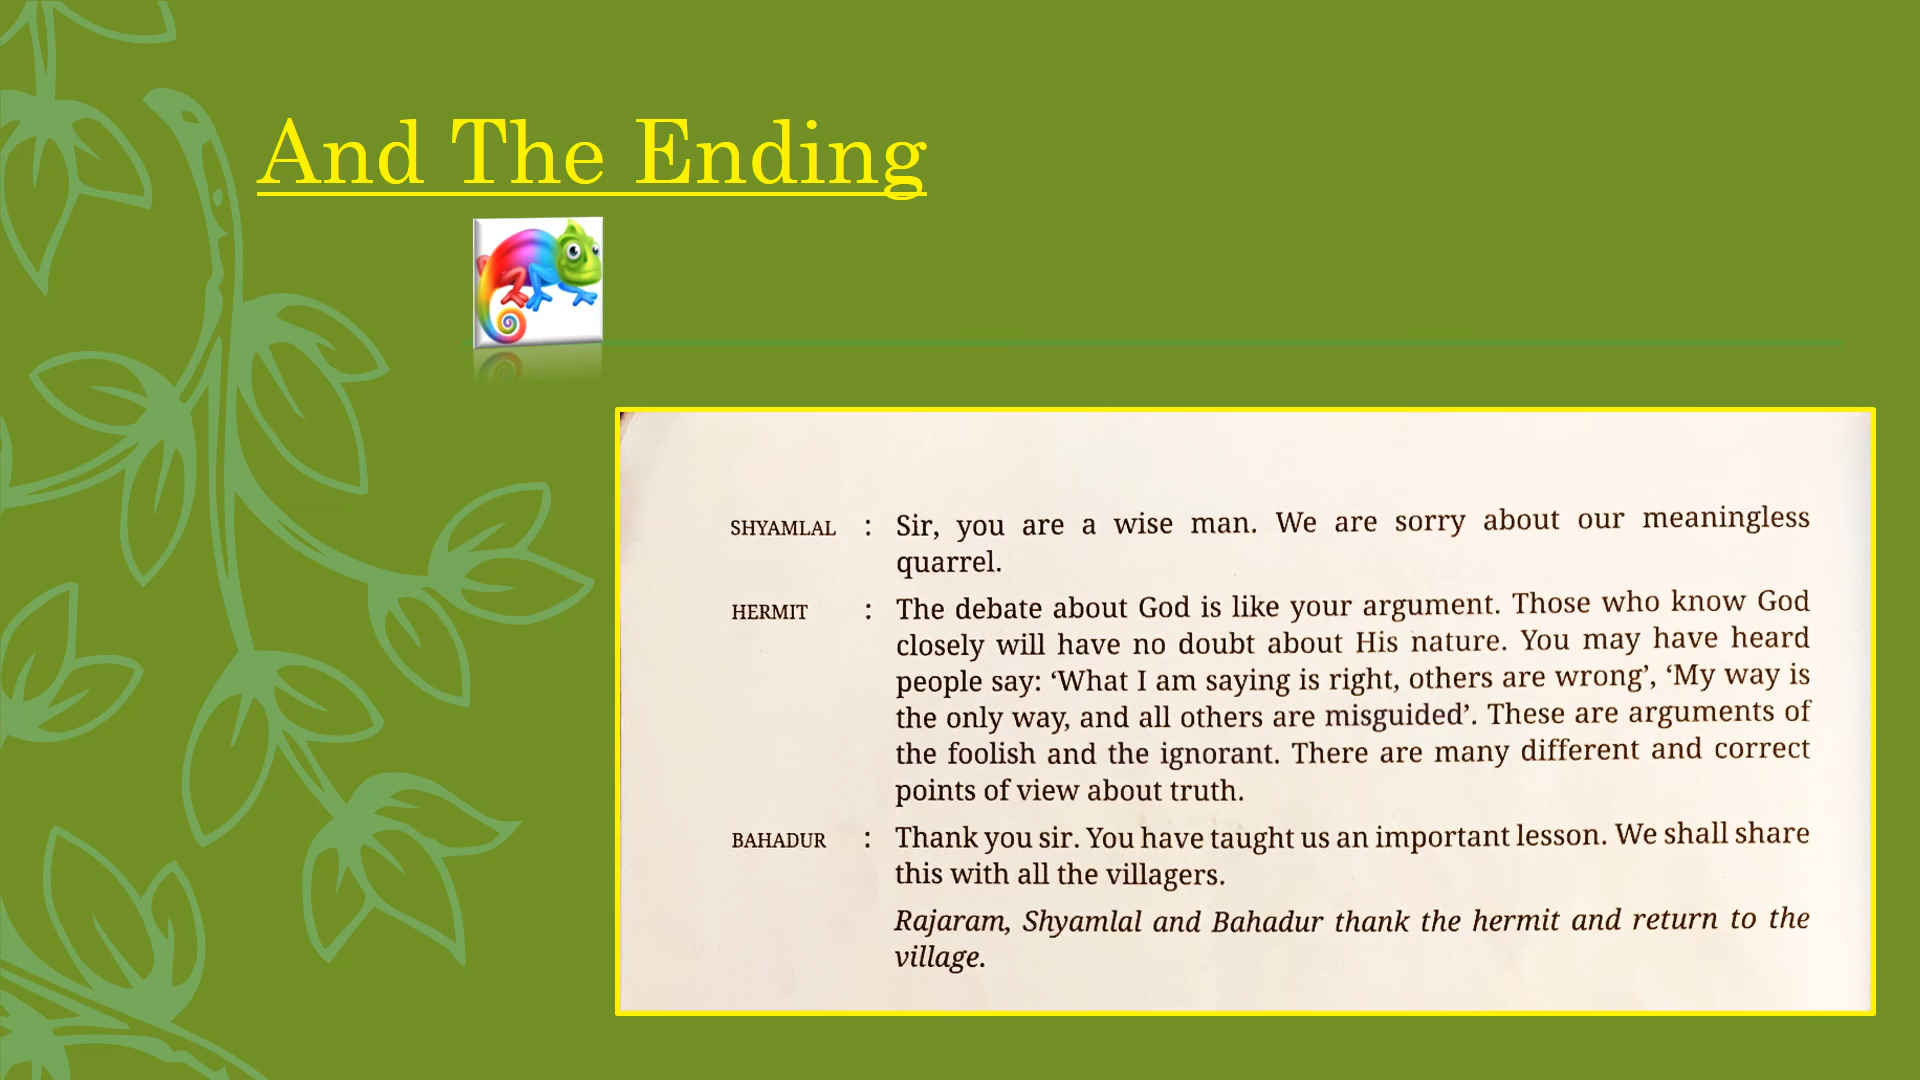 And The Ending
SHYAMLAL : Sir, you are a wise man. We are sorry about our meaningless
quarrel.
HERMIT : The debate about God is like your argument. Those who know God
closely will have no doubt about His nature. You may have heard
people say: ‘What I am saying is right, others are wrong’, ‘My way is
the only way, and all others are misguided’. These are arguments of
the foolish and the ignorant. There are many different and correct
points of view about truth.
BAHADUR : Thank you sir. You have taught us an important lesson. We shall share
this with all the villagers.
Rajaram, Shyamlal and Bahadur thank the hermit and return to the
village.